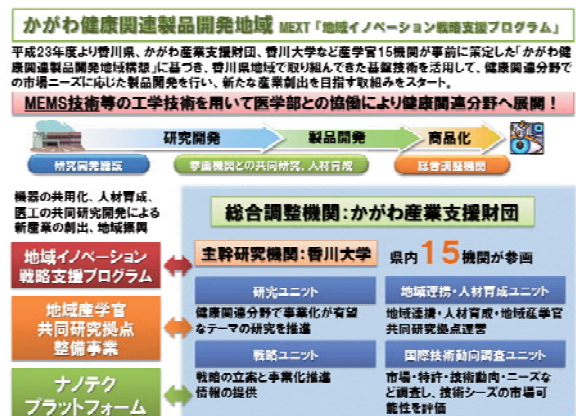 かがわ健康関連製品開発地域 MEXT「地域イノベーション戦略支援プログラム」
平成23年度より香川県、かがわ産業支援財団、香川大学など産学官15機関が事前に策定した「かがわ健
康関連製品開発地域構想」に基づき、香川県地域で取り組んできた基盤技術を活用して、健康関連分野で
の市場ニーズに応じた製品開発を行い、新たな産業創出を目指す取組みをスタート。
MEMS技術等の工学技術を用いて医学部との協働により健康関連分野へ展開！
研究開発 製品開発 商品化
研究開発施設 参画機関との共同研究、人材育成 総合調整機関
機器の共用化、人材育成、
医工の共同研究開発による
新産業の創出、地域振興
総合調整機関：かがわ産業支援財団
地域イノベーション
戦略支援プログラム
主幹研究機関：香川大学 県内15機関が参画
地域産学官
共同研究拠点
整備事業
研究ユニット
健康関連分野で事業化が有望
なテーマの研究を推進
地域連携・人材育成ユニット
地域連携・人材育成・地域産学官
共同研究拠点運営
ナノテク
プラットフォーム
戦略ユニット
戦略の立案と事業化推進
情報の提供
国際技術動向調査ユニット
市場・特許・技術動向・ニーズな
ど調査し、技術シーズの市場可
能性を評価